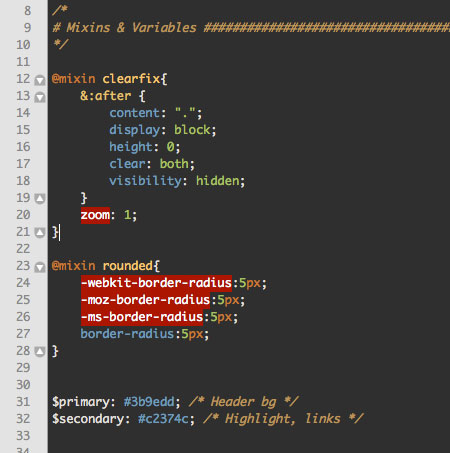 8 /*
9 # Mixins & Variables ##################################
10 */
11
12 @mixin clearfix{
13 &:after {
14 content: ".";
15 display: block;
16 height: 0;
17 clear: both;
18 visibility: hidden;
19 }
20 zoom: 1;
21 }
22
23 @mixin rounded{
24 -webkit-border-radius:5px;
25 -moz-border-radius:5px;
26 -ms-border-radius:5px;
27 border-radius:5px;
28 }
29
30
31 $primary: #3b9edd; /* Header bg */
32 $secondary: #c2374c; /* Highlight, links */
33
34